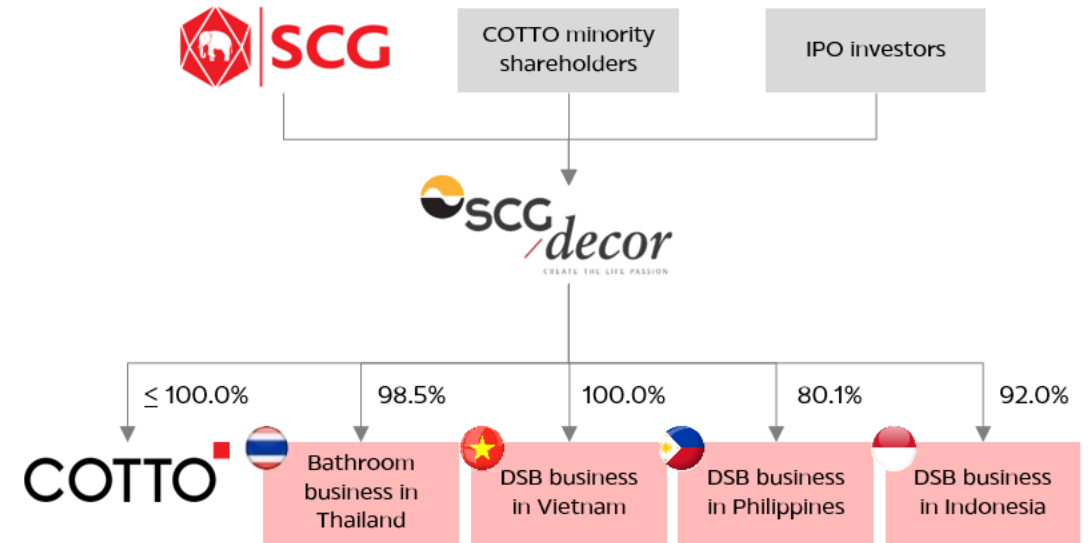 SCG
COTTO minority
shareholders
IPO investors
SCG
decor
CREATE THE LIFE PASSION
≤ 100.0%
98.5%
100.0%
80.1%
92.0%
COTTO
Bathroom
business in
Thailand
DSB business
in Vietnam
DSB business
in Philippines
DSB business
in Indonesia